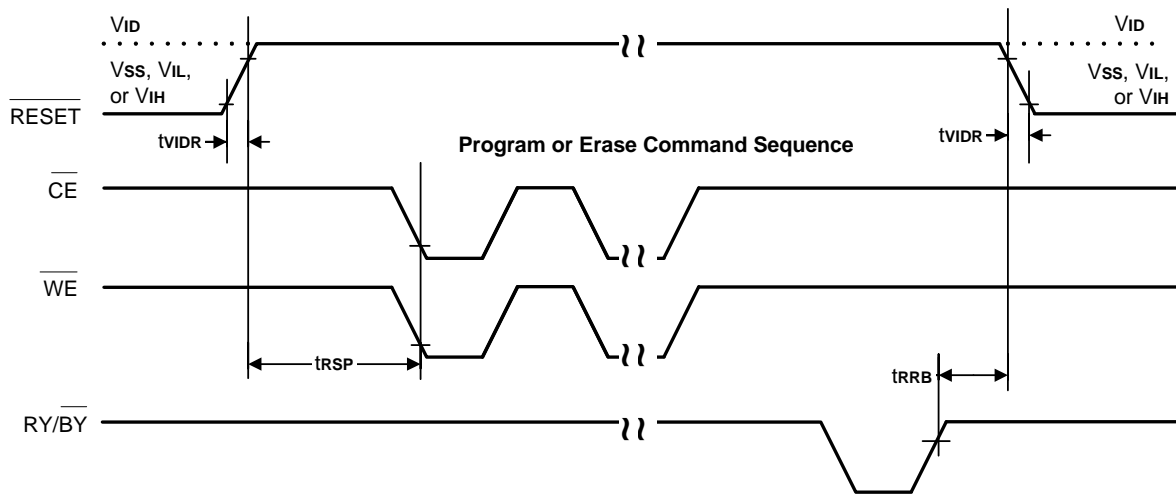 VID
VID
VSS, VIL,
or VIH
VSS, VIL,
or VIH
RESET
tVIDR
tVIDR
Program or Erase Command Sequence
CE
WE
tRSP
tRRB
RY/BY